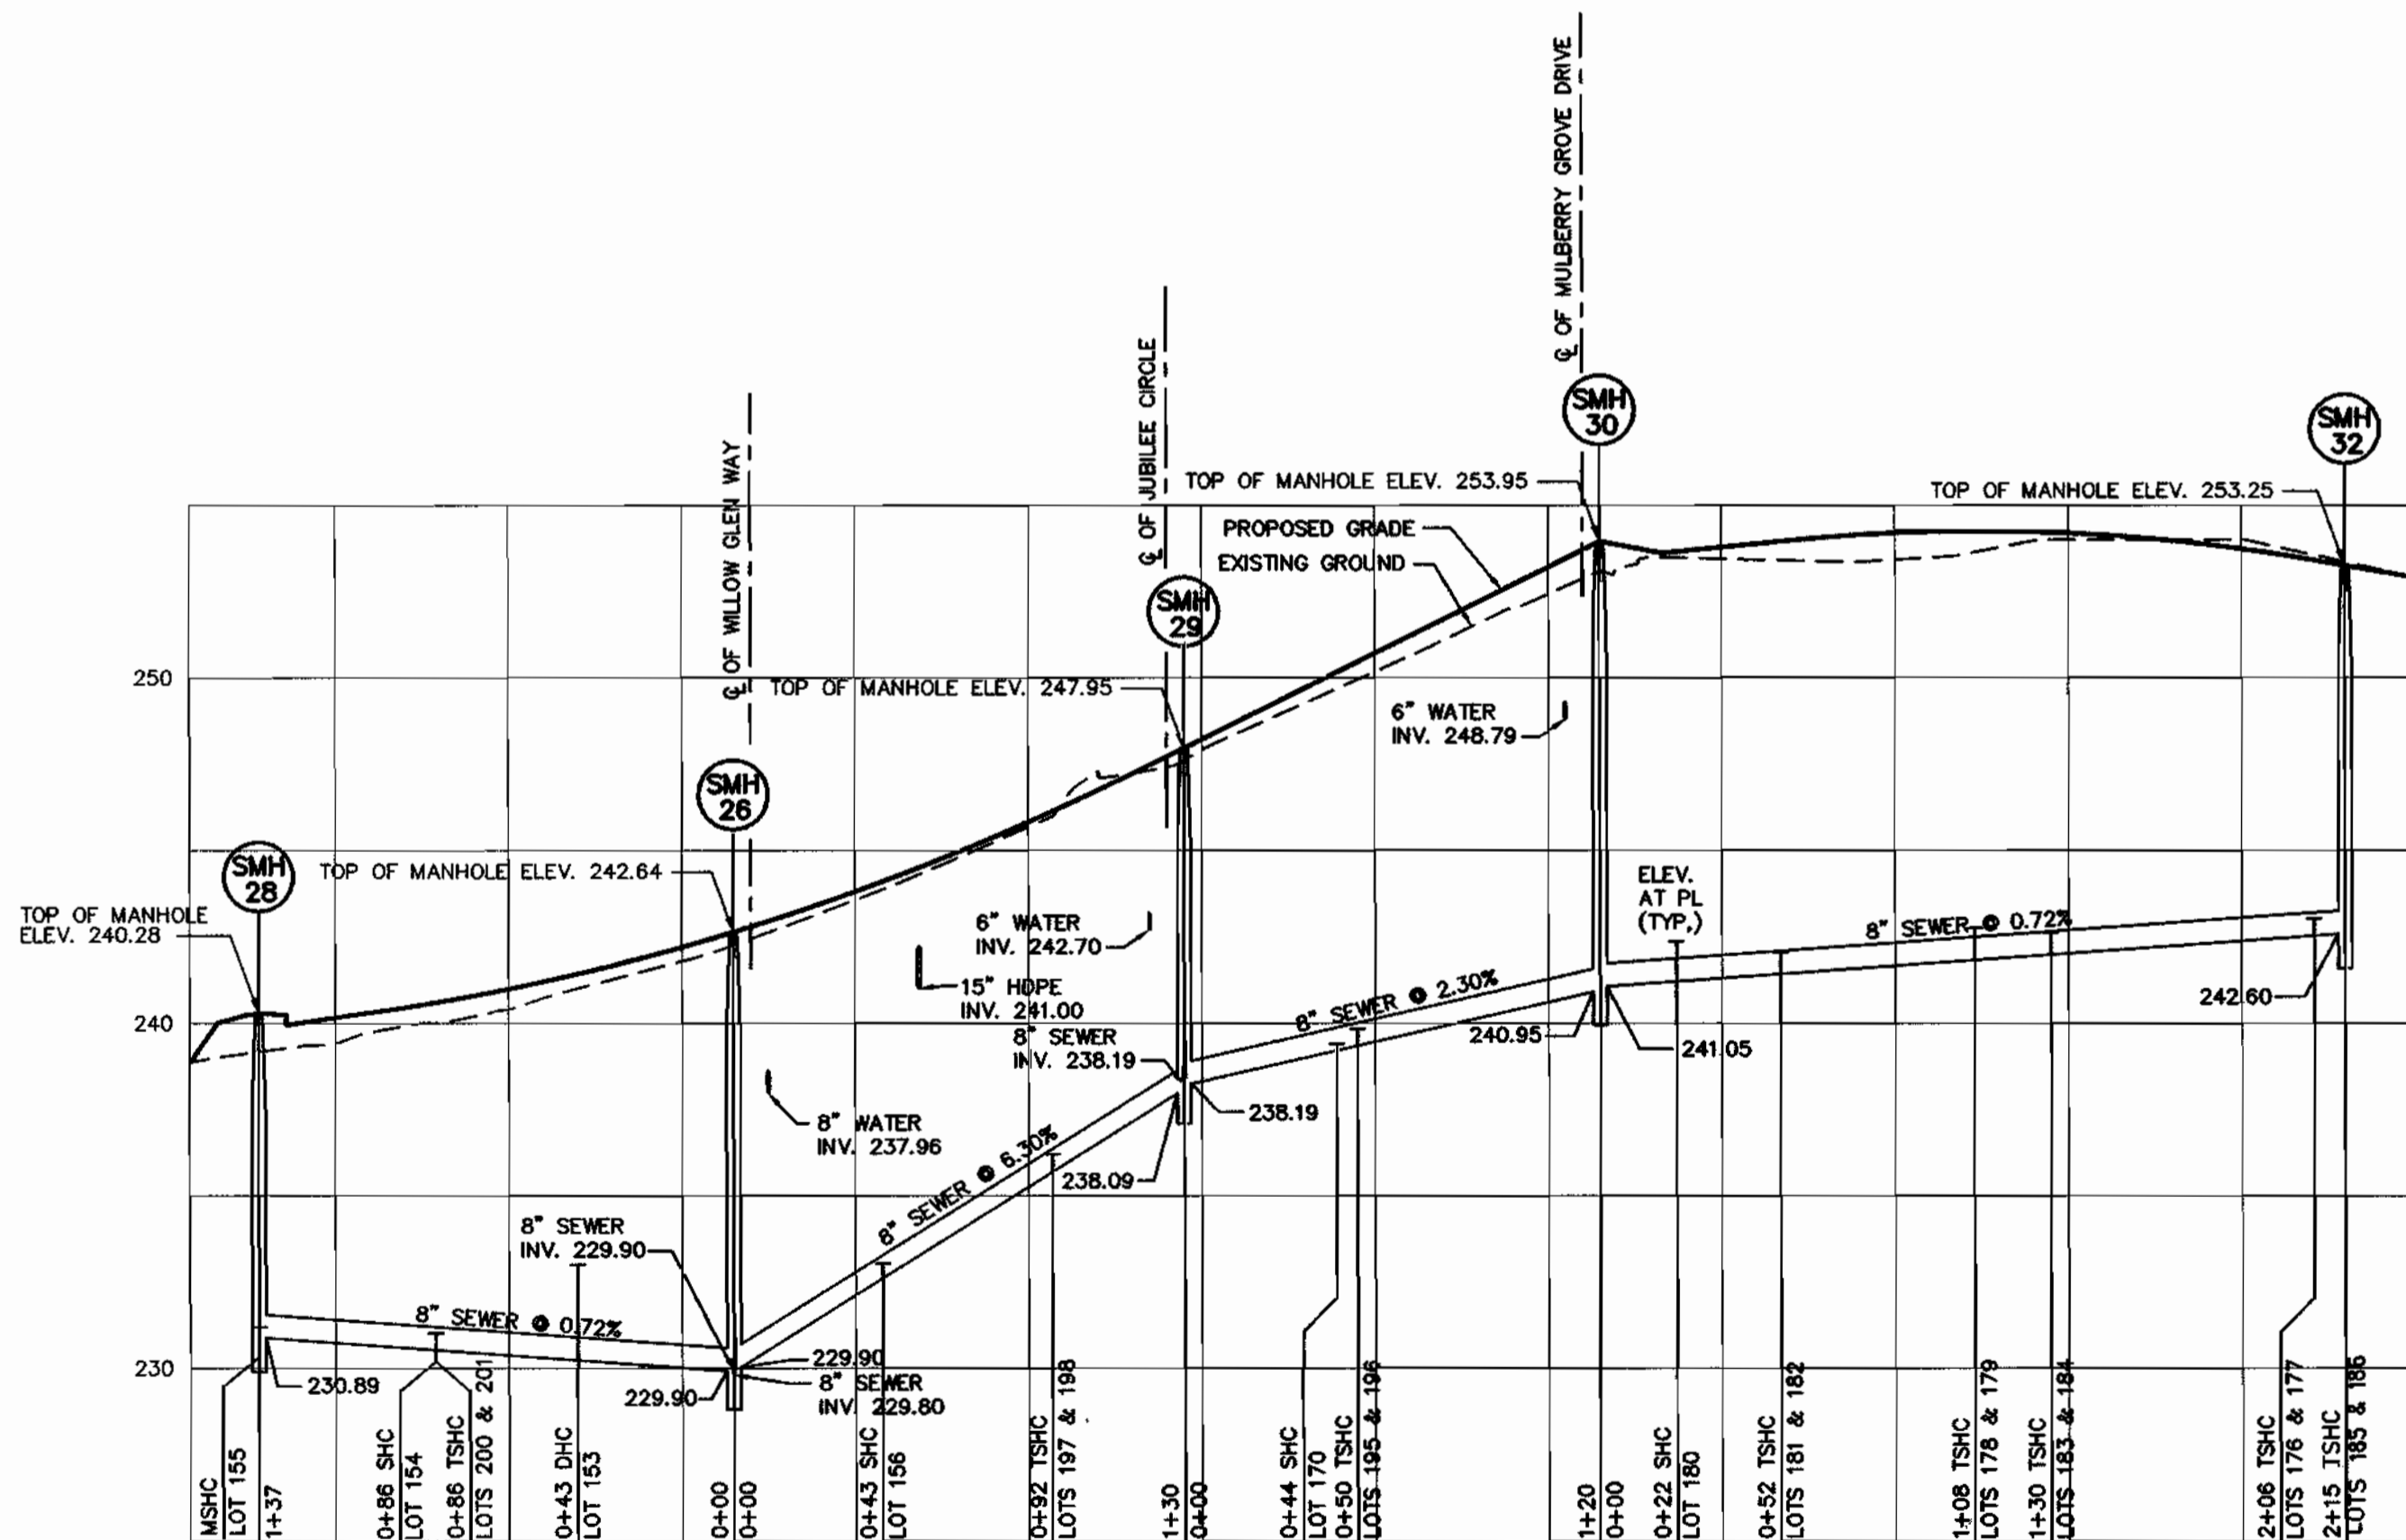 ℄ OF MULBERRY GROVE DRIVE
℄ OF JUBILEE CIRCLE
℄ OF WILLOW GLEN WAY
SMH
30
SMH
32
TOP OF MANHOLE ELEV. 253.95
TOP OF MANHOLE ELEV. 253.25
PROPOSED GRADE
EXISTING GROUND
SMH
29
250
TOP OF MANHOLE ELEV. 247.95
6" WATER
INV. 248.79
SMH
26
SMH
28
TOP OF MANHOLE ELEV. 242.64
TOP OF MANHOLE
ELEV. 240.28
ELEV.
AT PL
(TYP.)
6" WATER
INV. 242.70
8" SEWER @ 0.72%
15" HDPE
INV. 241.00
8" SEWER @ 2.30%
242.60
240
8" SEWER
INV. 238.19
240.95
241.05
238.19
8" WATER
INV. 237.96
8" SEWER @ 6.30%
238.09
8" SEWER
INV. 229.90
8" SEWER @ 0.72%
229.90
230
230.89
229.90
8" SEWER
INV. 229.80
MSHC
LOT 155
1+37
0+86 SHC
LOT 154
0+86 TSHC
LOTS 200 & 201
0+43 DHC
LOT 153
0+00
0+00
0+43 SHC
LOT 156
0+92 TSHC
LOTS 197 & 198
1+30
0+00
0+44 SHC
LOT 170
0+50 TSHC
LOTS 195 & 196
1+20
0+00
0+22 SHC
LOT 180
0+52 TSHC
LOTS 181 & 182
1+08 TSHC
LOTS 178 & 179
1+30 TSHC
LOTS 183 & 184
2+06 TSHC
LOTS 176 & 177
2+15 TSHC
LOTS 185 & 186